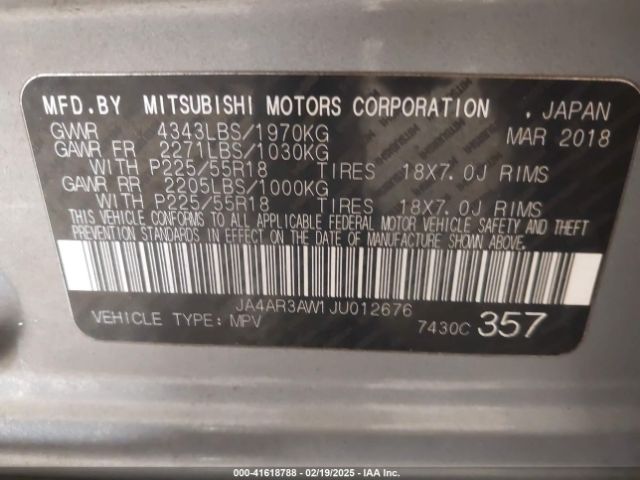 MFD.BY MITSUBISHI MOTORS CORPORATION . JAPAN
GVWR 4343LBS/1970KG MAR 2018
GAWR FR 2271LBS/1030KG
WITH P225/55R18 TIRES 18X7.0J RIMS
GAWR RR 2205LBS/1000KG
WITH P225/55R18 TIRES 18X7.0J RIMS
THIS VEHICLE CONFORMS TO ALL APPLICABLE FEDERAL MOTOR VEHICLE SAFETY AND THEFT
PREVENTION STANDARDS IN EFFECT ON THE DATE OF MANUFACTURE SHOWN ABOVE.
JA4AR3AW1JU012676
VEHICLE TYPE: MPV 7430C 357
000-41618788 - 02/19/2025 - IAA Inc.